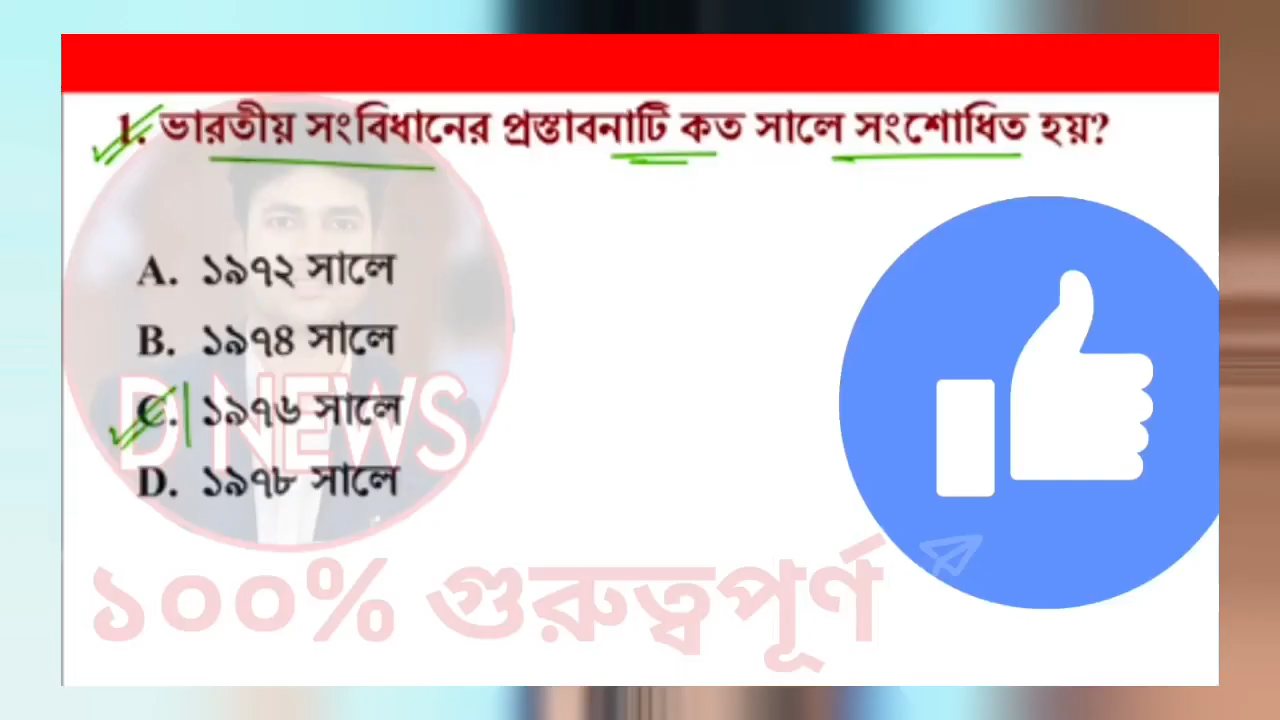 1. ভারতীয় সংবিধানের প্রস্তাবনাটি কত সালে সংশোধিত হয়?
A. ১৯৭২ সালে
B. ১৯৭৪ সালে
C. ১৯৭৬ সালে
D. ১৯৭৮ সালে
D NEWS
১০০% গুরুত্বপূর্ণ